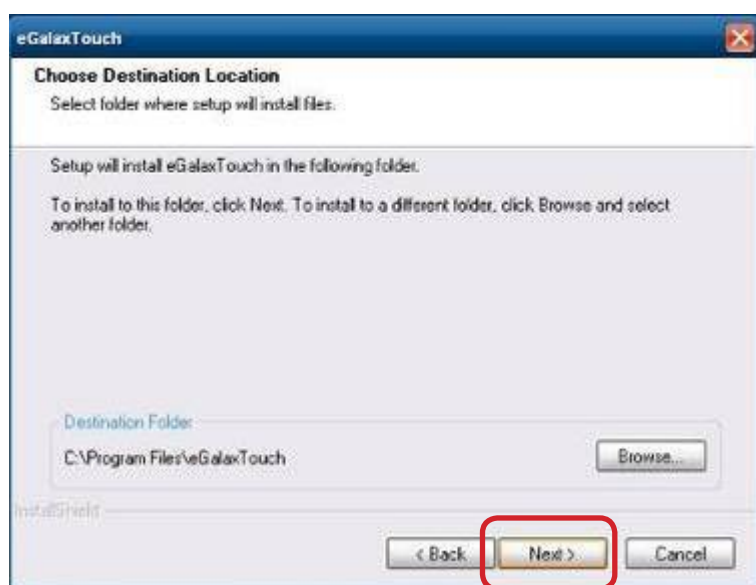 eGalaxTouch
Choose Destination Location
Select folder where setup will install files.
Setup will install eGalaxTouch in the following folder.
To install to this folder, click Next. To install to a different folder, click Browse and select
another folder.
Destination Folder
C:\Program Files\eGalaxTouch
Browse...
InstallShield
< Back
Next >
Cancel